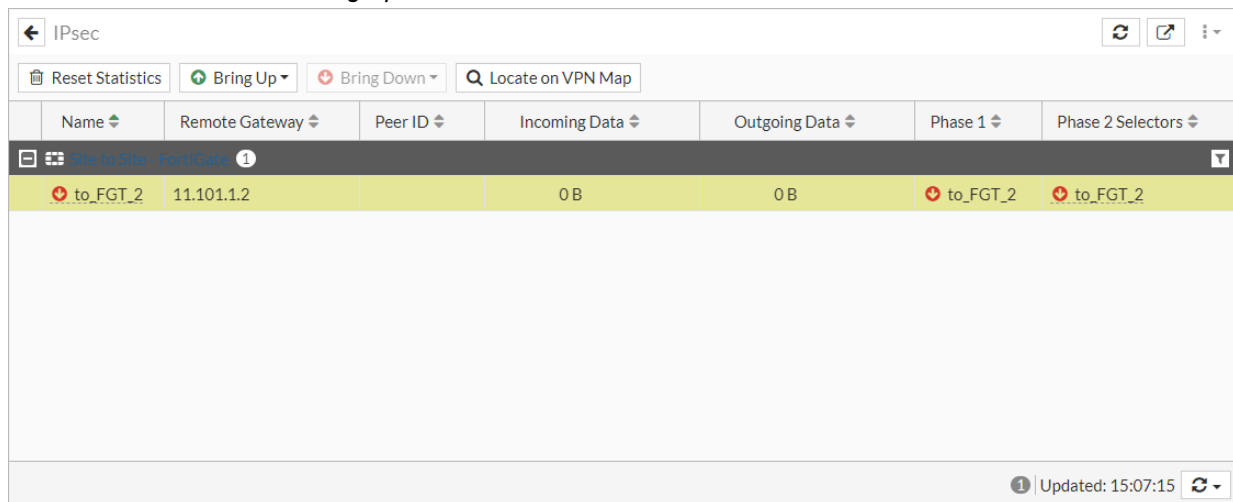 IPsec
Reset Statistics Bring Up Bring Down Locate on VPN Map
Name Remote Gateway Peer ID Incoming Data Outgoing Data Phase 1 Phase 2 Selectors
Site to Site - FortiGate 1
to_FGT_2 11.101.1.2 0 B 0 B to_FGT_2 to_FGT_2
1 Updated: 15:07:15